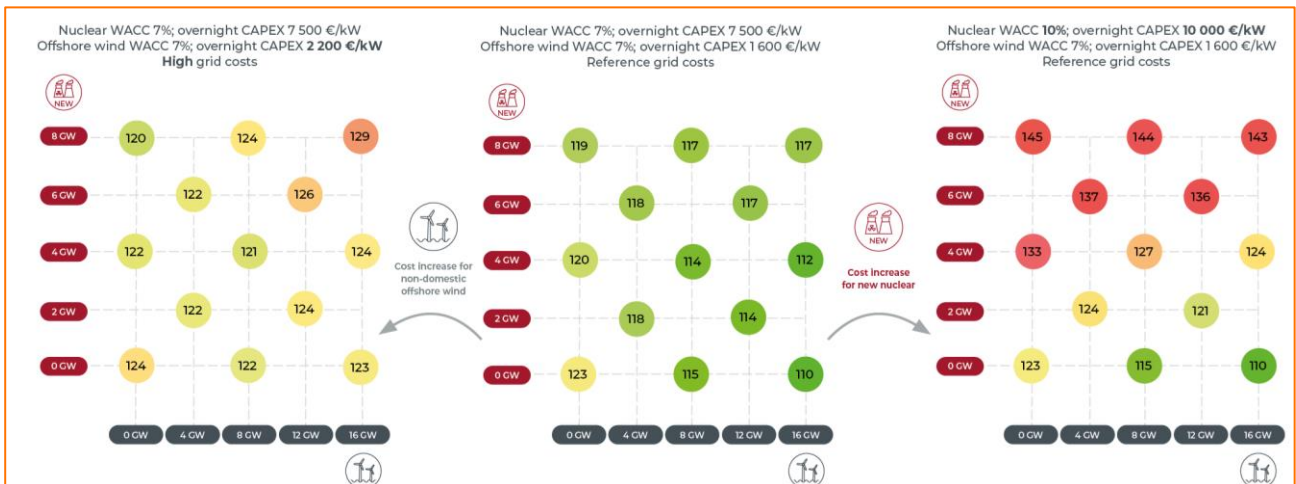 Nuclear WACC 7%; overnight CAPEX 7 500 €/kW
Offshore wind WACC 7%; overnight CAPEX 2 200 €/kW
High grid costs
NEW
8 GW
120
124
129
6 GW
122
126
4 GW
122
121
124
2 GW
122
124
0 GW
124
122
123
0 GW
4 GW
8 GW
12 GW
16 GW
Cost increase for
non-domestic
offshore wind
Nuclear WACC 7%; overnight CAPEX 7 500 €/kW
Offshore wind WACC 7%; overnight CAPEX 1 600 €/kW
Reference grid costs
NEW
8 GW
119
117
117
6 GW
118
117
4 GW
120
114
112
2 GW
118
114
0 GW
123
115
110
0 GW
4 GW
8 GW
12 GW
16 GW
NEW
Cost increase
for new nuclear
Nuclear WACC 10%; overnight CAPEX 10 000 €/kW
Offshore wind WACC 7%; overnight CAPEX 1 600 €/kW
Reference grid costs
NEW
8 GW
145
144
143
6 GW
137
136
4 GW
133
127
124
2 GW
124
121
0 GW
123
115
110
0 GW
4 GW
8 GW
12 GW
16 GW